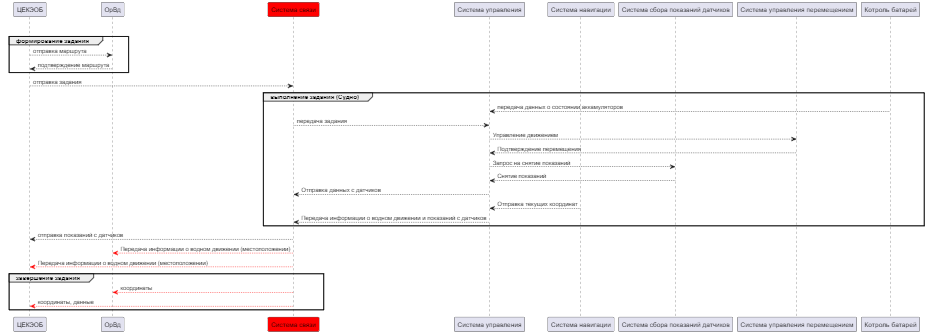 ЦЕКЗОБ
ОрВд
Система связи
Система управления
Система навигации
Система сбора показаний датчиков
Система управления перемещением
Котроль батарей
формирование задания
отправка маршрута
подтверждение маршрута
отправка задания
выполнение задания (Судно)
передача данных о состоянии аккамуляторов
передача задания
Управление движением
Подтверждение перемещения
Запрос на снятие показаний
Снятие показаний
Отправка данных с датчиков
Отправка текущих координат
Передача информации о водном движении и показаний с датчиков
отправка показаний с датчиков
Передача информации о водном движении (местоположении)
Передача информации о водном движении (местоположении)
завершение задания
координаты
координаты, данные
ЦЕКЗОБ
ОрВд
Система связи
Система управления
Система навигации
Система сбора показаний датчиков
Система управления перемещением
Котроль батарей